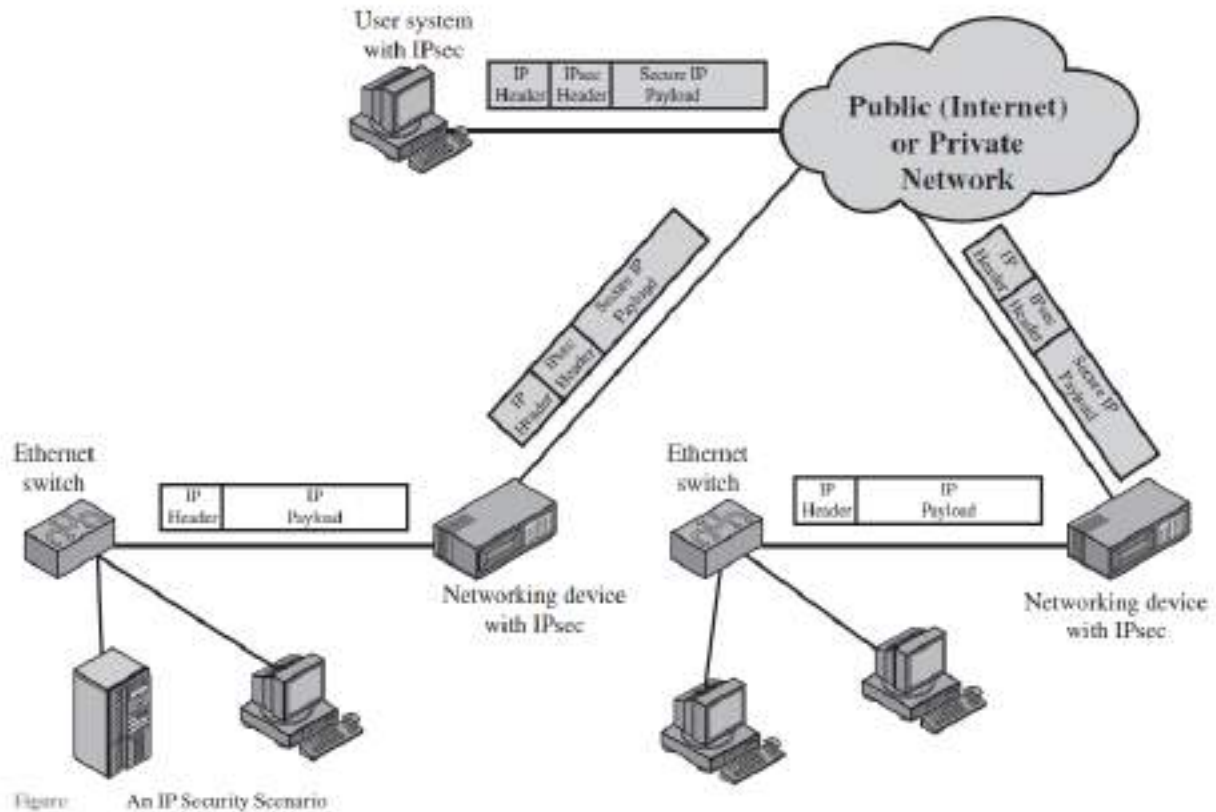 User system
with IPsec
IP
Header
IPsec
Header
Secure IP
Payload
Public (Internet)
or Private
Network
IP
Header
IPsec
Header
Secure IP
Payload
IP
Header
IPsec
Header
Secure IP
Payload
Ethernet
switch
IP
Header
IP
Payload
Networking device
with IPsec
Ethernet
switch
IP
Header
IP
Payload
Networking device
with IPsec
Figure An IP Security Scenario